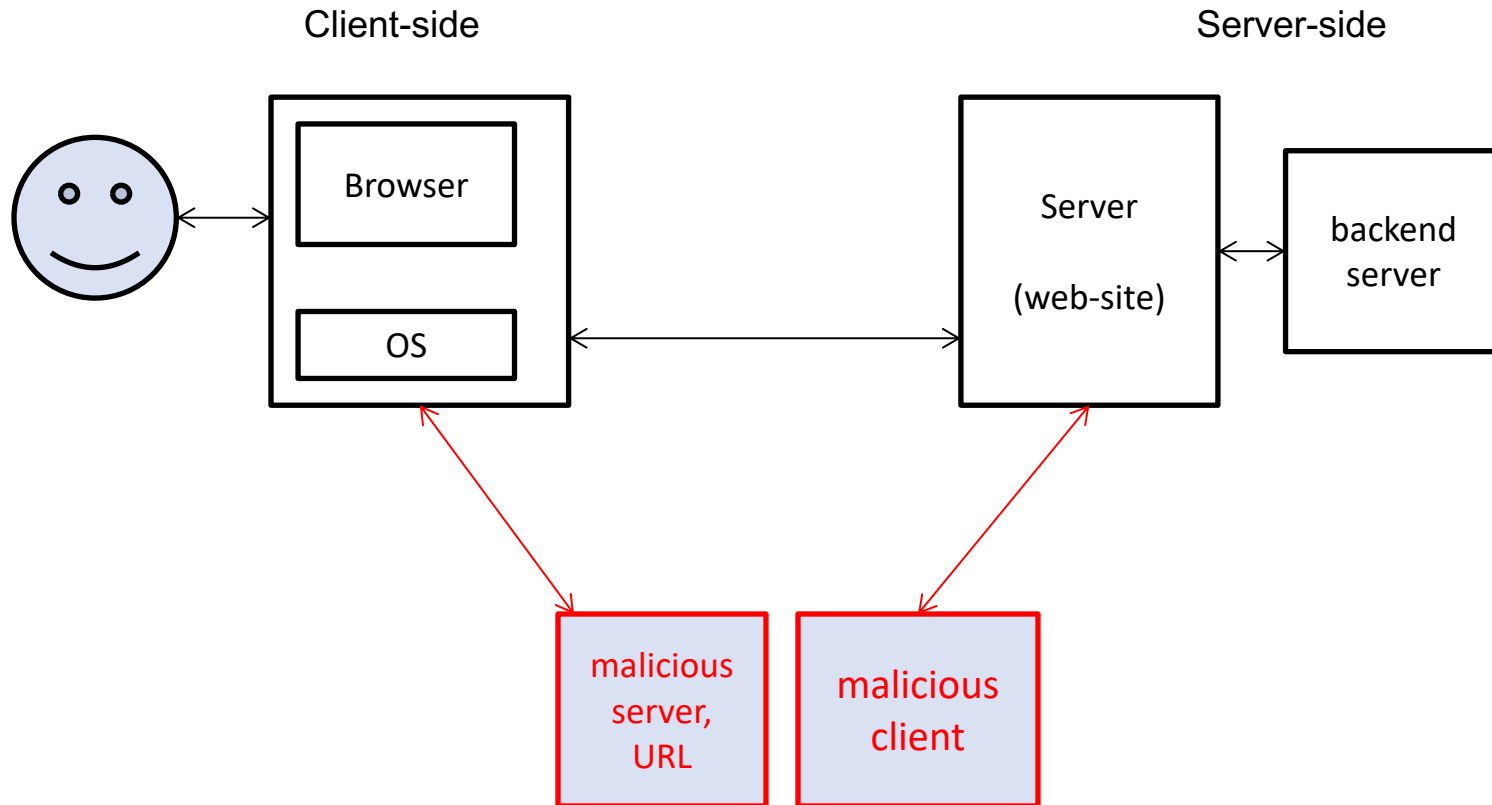 Client-side
Server-side
Browser
OS
Server
(web-site)
backend
server
malicious
server,
URL
malicious
client